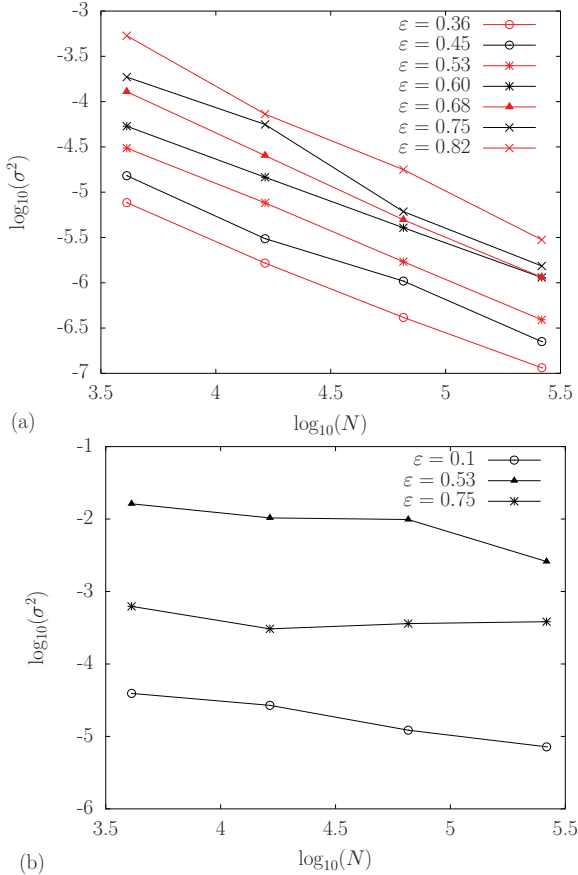 -3
-3.5
-4
-4.5
-5
-5.5
-6
-6.5
-7
3.5 4 4.5 5 5.5
log₁₀(σ²)
log₁₀(N)
ε = 0.36
ε = 0.45
ε = 0.53
ε = 0.60
ε = 0.68
ε = 0.75
ε = 0.82
(a)
-1
-2
-3
-4
-5
-6
3.5 4 4.5 5 5.5
log₁₀(σ²)
log₁₀(N)
ε = 0.1
ε = 0.53
ε = 0.75
(b)